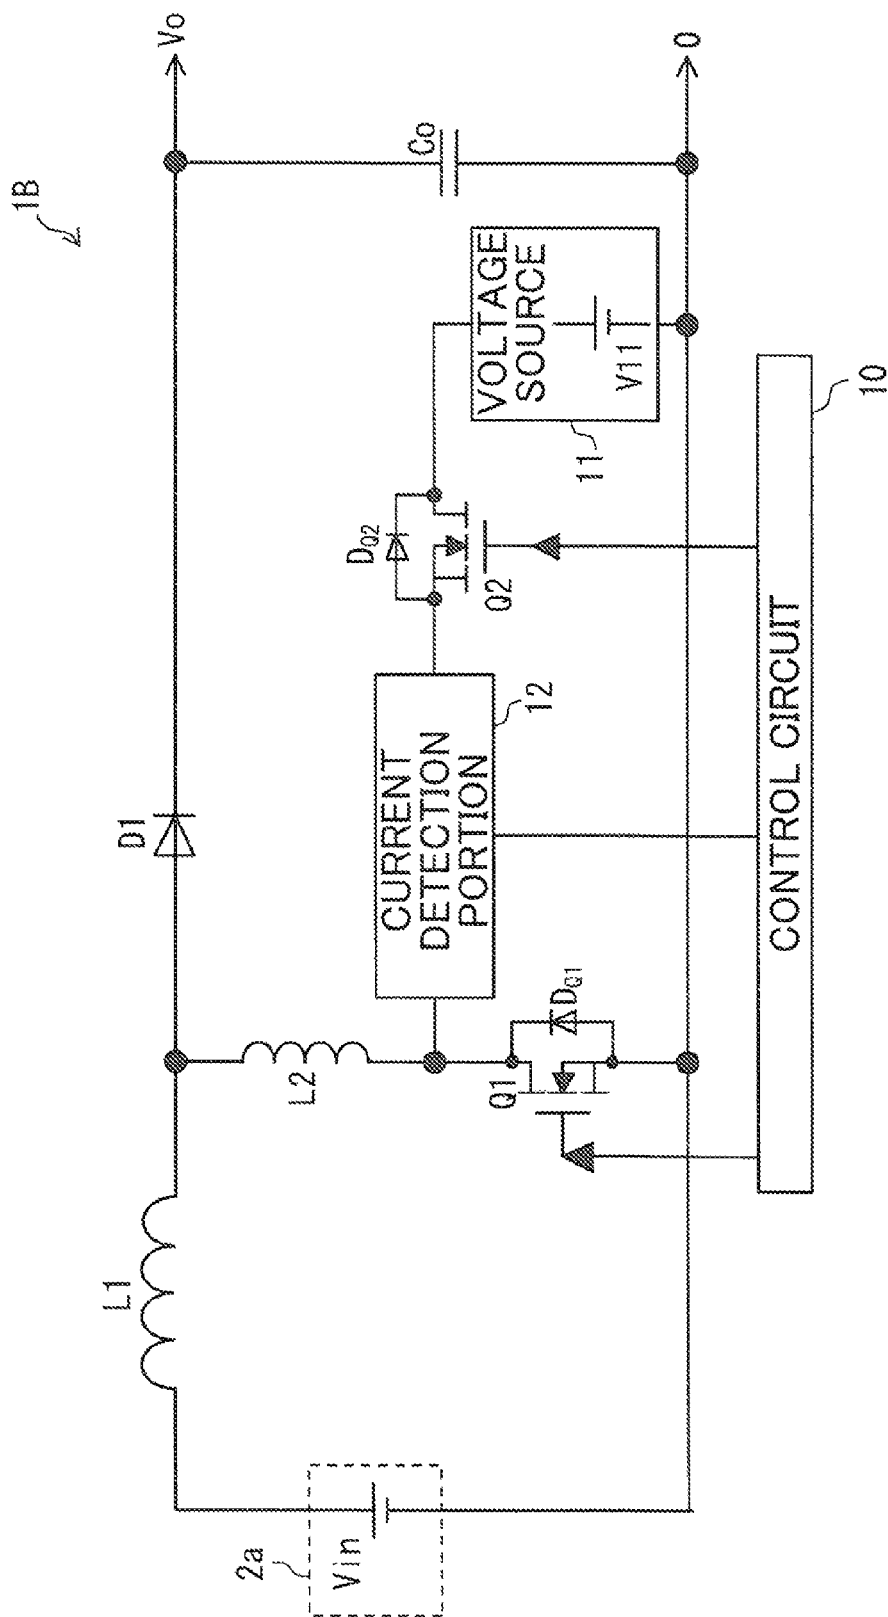 1B
L1
D1
Vo
L2
2a
Vin
CURRENT
DETECTION
PORTION
12
DQ2
Q2
VOLTAGE
SOURCE
V11
11
Co
Q1
DQ1
0
CONTROL CIRCUIT
10